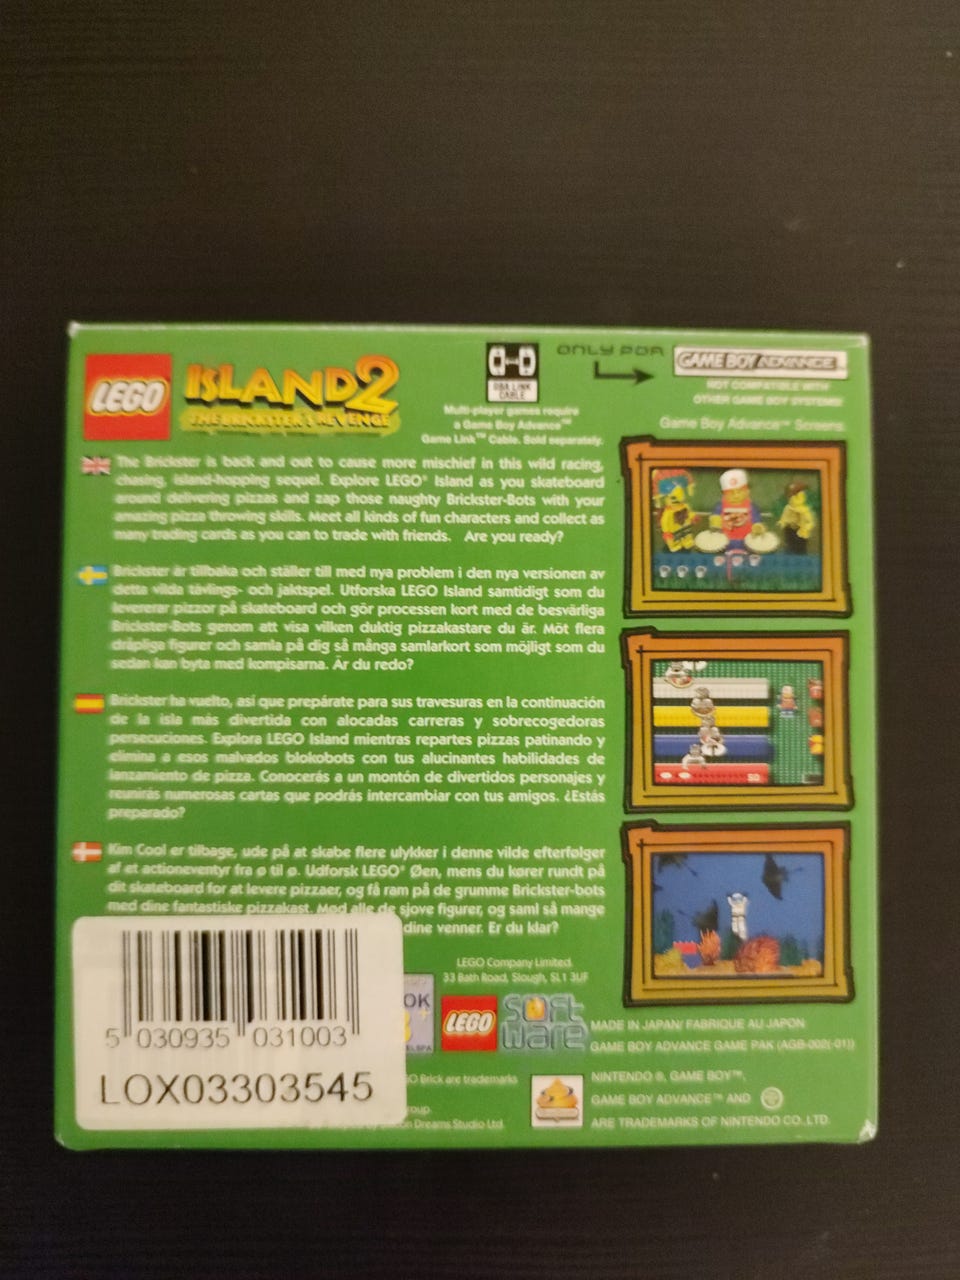 LEGO
ISLAND 2
THE BRICKSTER'S REVENGE
GBA LINK
CABLE
Multi-player games require
a Game Boy Advance™
Game Link™ Cable. Sold separately.
ONLY FOR
GAME BOY ADVANCE
NOT COMPATIBLE WITH
OTHER GAME BOY SYSTEMS!
Game Boy Advance™ Screens.
The Brickster is back and out to cause more mischief in this wild racing,
chasing, island-hopping sequel. Explore LEGO® Island as you skateboard
around delivering pizzas and zap those naughty Brickster-Bots with your
amazing pizza throwing skills. Meet all kinds of fun characters and collect as
many trading cards as you can to trade with friends. Are you ready?
Brickster är tillbaka och ställer till med nya problem i den nya versionen av
detta vilda tävlings- och jaktspel. Utforska LEGO Island samtidigt som du
levererar pizzor på skateboard och gör processen kort med de besvärliga
Brickster-Bots genom att visa vilken duktig pizzakastare du är. Möt flera
dråpliga figurer och samla på dig så många samlarkort som möjligt som du
sedan kan byta med kompisarna. Är du redo?
Brickster ha vuelto, así que prepárate para sus travesuras en la continuación
de la isla más divertida con alocadas carreras y sobrecogedoras
persecuciones. Explora LEGO Island mientras repartes pizzas patinando y
elimina a esos malvados blokobots con tus alucinantes habilidades de
lanzamiento de pizza. Conocerás a un montón de divertidos personajes y
reunirás numerosas cartas que podrás intercambiar con tus amigos. ¿Estás
preparado?
Kim Cool er tilbage, ude på at skabe flere ulykker i denne vilde efterfølger
af et actioneventyr fra ø til ø. Udforsk LEGO® Øen, mens du kører rundt på
dit skateboard for at levere pizzaer, og få ram på de grumme Brickster-bots
med dine fantastiske pizzakast. Mød alle de sjove figurer, og saml så mange
dine venner. Er du klar?
50
5 030935 031003
LOX03303545
LEGO Company Limited.
33 Bath Road, Slough, SL1 3UF
OK
3+
ELSPA
LEGO
Software
GO Brick are trademarks
roup.
on Dreams Studio Ltd.
MADE IN JAPAN/ FABRIQUE AU JAPON
GAME BOY ADVANCE GAME PAK (AGB-002(-01))
NINTENDO ®, GAME BOY™,
GAME BOY ADVANCE™ AND
ARE TRADEMARKS OF NINTENDO CO. LTD.